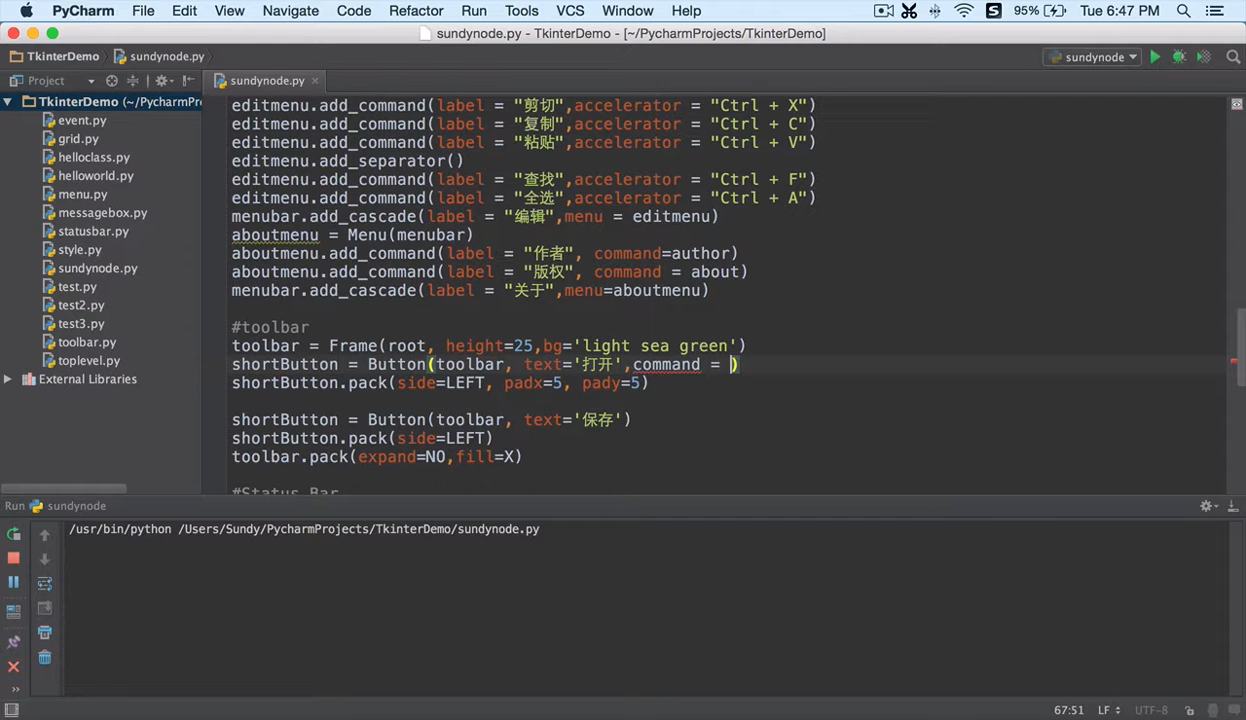 PyCharm File Edit View Navigate Code Refactor Run Tools VCS Window Help 95% Tue 6:47 PM
sundynode.py - TkinterDemo - [~/PycharmProjects/TkinterDemo]
TkinterDemo sundynode.py sundynode
Project sundynode.py
TkinterDemo (~/PycharmPr
event.py
grid.py
helloclass.py
helloworld.py
menu.py
messagebox.py
statusbar.py
style.py
sundynode.py
test.py
test2.py
test3.py
toolbar.py
toplevel.py
External Libraries
editmenu.add_command(label = "剪切",accelerator = "Ctrl + X")
editmenu.add_command(label = "复制",accelerator = "Ctrl + C")
editmenu.add_command(label = "粘贴",accelerator = "Ctrl + V")
editmenu.add_separator()
editmenu.add_command(label = "查找",accelerator = "Ctrl + F")
editmenu.add_command(label = "全选",accelerator = "Ctrl + A")
menubar.add_cascade(label = "编辑",menu = editmenu)
aboutmenu = Menu(menubar)
aboutmenu.add_command(label = "作者", command=author)
aboutmenu.add_command(label = "版权", command = about)
menubar.add_cascade(label = "关于",menu=aboutmenu)
#toolbar
toolbar = Frame(root, height=25,bg='light sea green')
shortButton = Button(toolbar, text='打开',command = )
shortButton.pack(side=LEFT, padx=5, pady=5)
shortButton = Button(toolbar, text='保存')
shortButton.pack(side=LEFT)
toolbar.pack(expand=NO,fill=X)
#Status Bar
Run sundynode
/usr/bin/python /Users/Sundy/PycharmProjects/TkinterDemo/sundynode.py
67:51 LF UTF-8